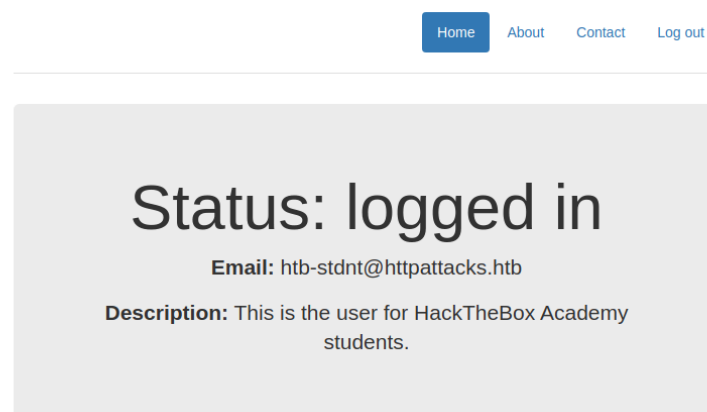 Home About Contact Log out
Status: logged in
Email: htb-stdnt@httpattacks.htb
Description: This is the user for HackTheBox Academy
students.